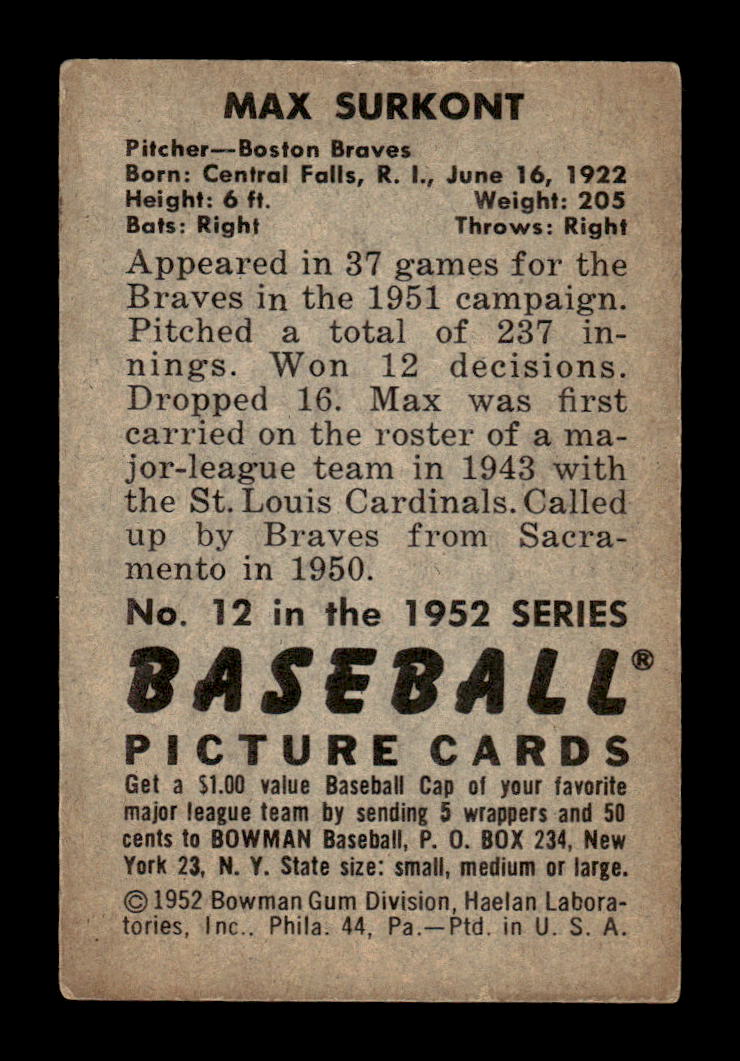 MAX SURKONT
Pitcher—Boston Braves
Born: Central Falls, R. I., June 16, 1922
Height: 6 ft. Weight: 205
Bats: Right Throws: Right
Appeared in 37 games for the
Braves in the 1951 campaign.
Pitched a total of 237 in-
nings. Won 12 decisions.
Dropped 16. Max was first
carried on the roster of a ma-
jor-league team in 1943 with
the St. Louis Cardinals. Called
up by Braves from Sacra-
mento in 1950.
No. 12 in the 1952 SERIES
BASEBALL®
PICTURE CARDS
Get a $1.00 value Baseball Cap of your favorite
major league team by sending 5 wrappers and 50
cents to BOWMAN Baseball, P. O. BOX 234, New
York 23, N. Y. State size: small, medium or large.
© 1952 Bowman Gum Division, Haelan Labora-
tories, Inc., Phila. 44, Pa.—Ptd. in U. S. A.